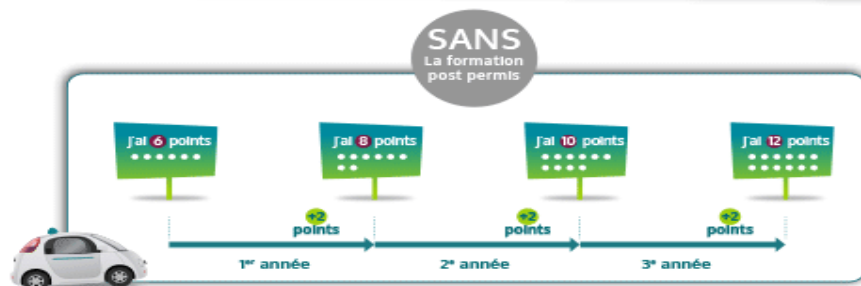 SANS
La formation
post permis
J'ai 6 points
J'ai 8 points
J'ai 10 points
J'ai 12 points
+2
points
+2
points
+2
points
1er année
2e année
3e année